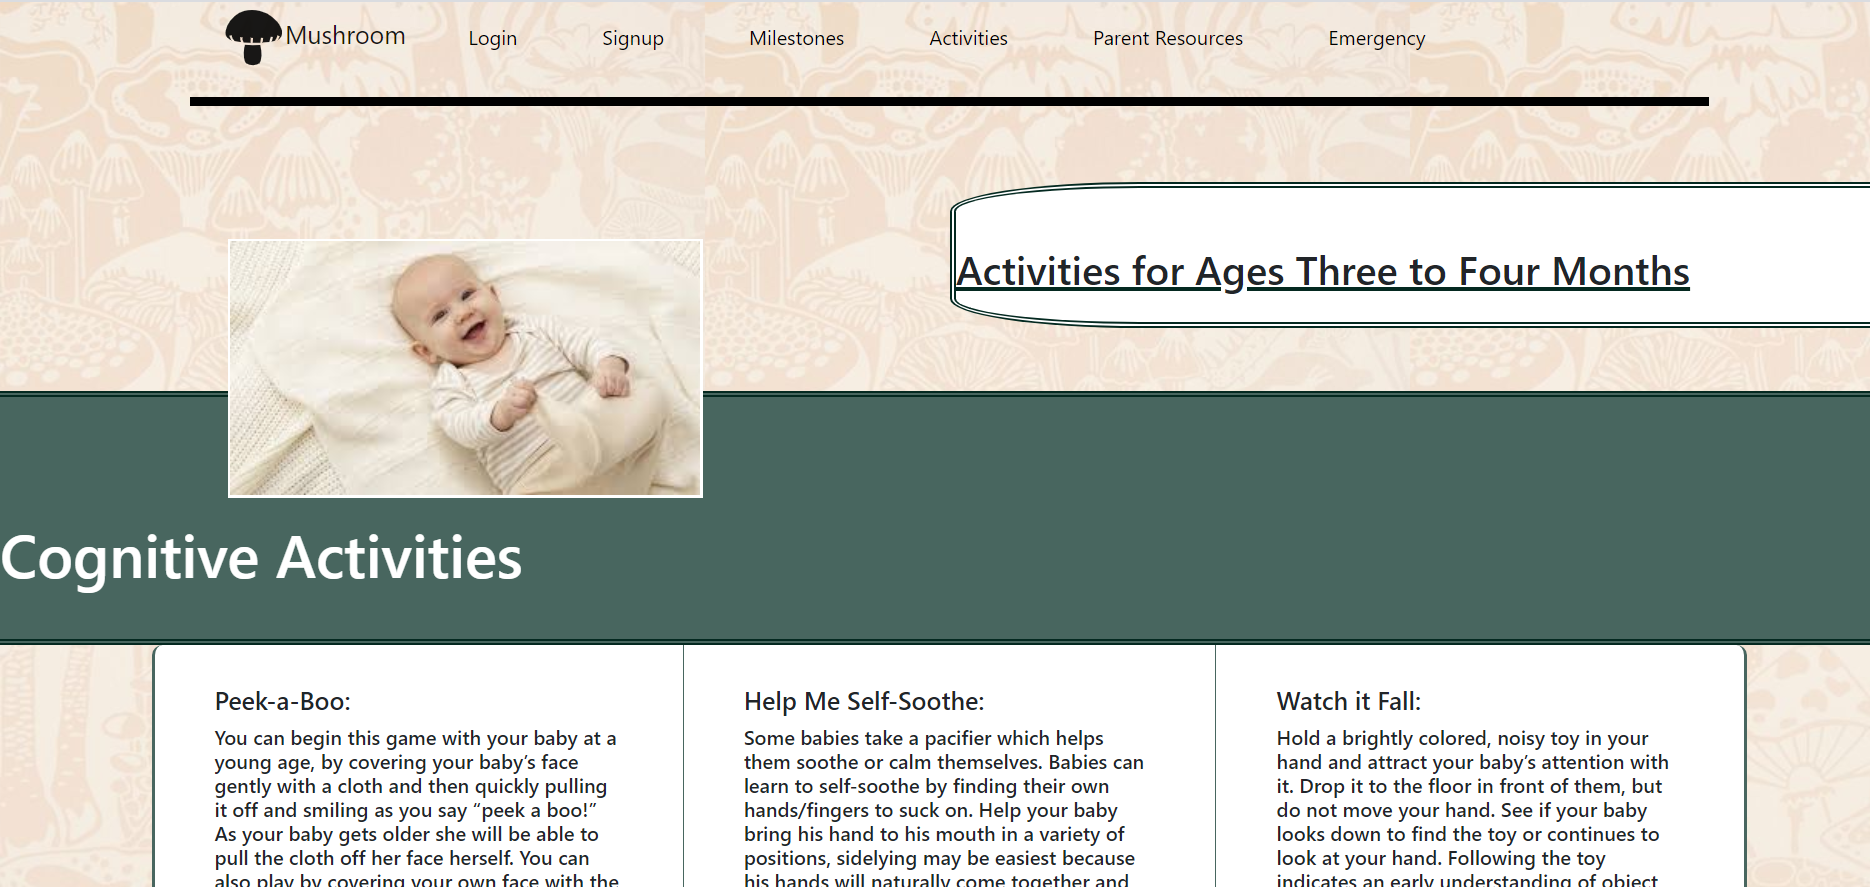 Mushroom
Login
Signup
Milestones
Activities
Parent Resources
Emergency
Activities for Ages Three to Four Months
Cognitive Activities
Peek-a-Boo:
You can begin this game with your baby at a
young age, by covering your baby’s face
gently with a cloth and then quickly pulling
it off and smiling as you say “peek a boo!”
As your baby gets older she will be able to
pull the cloth off her face herself. You can
also play by covering your own face with the
Help Me Self-Soothe:
Some babies take a pacifier which helps
them soothe or calm themselves. Babies can
learn to self-soothe by finding their own
hands/fingers to suck on. Help your baby
bring his hand to his mouth in a variety of
positions, sidelying may be easiest because
his hands will naturally come together and
Watch it Fall:
Hold a brightly colored, noisy toy in your
hand and attract your baby’s attention with
it. Drop it to the floor in front of them, but
do not move your hand. See if your baby
looks down to find the toy or continues to
look at your hand. Following the toy
indicates an early understanding of object